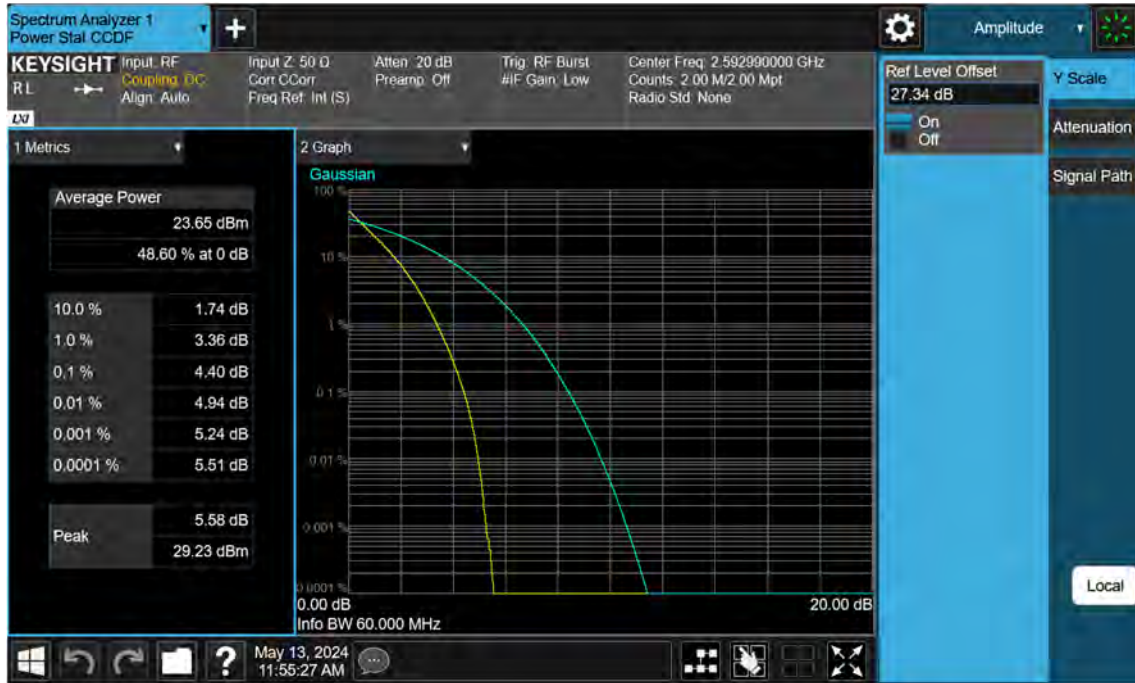 Spectrum Analyzer 1
Power Stat CCDF
+
Amplitude
KEYSIGHT
RL
LXI
Input: RF
Coupling: DC
Align: Auto
Input Z: 50 Ω
Corr CCorr
Freq Ref: Int (S)
Atten: 20 dB
Preamp: Off
Trig: RF Burst
#IF Gain: Low
Center Freq: 2.592990000 GHz
Counts: 2.00 M/2.00 Mpt
Radio Std: None
Ref Level Offset
27.34 dB
On
Off
Y Scale
Attenuation
Signal Path
Local
1 Metrics
Average Power
23.65 dBm
48.60 % at 0 dB
10.0 % 1.74 dB
1.0 % 3.36 dB
0.1 % 4.40 dB
0.01 % 4.94 dB
0.001 % 5.24 dB
0.0001 % 5.51 dB
Peak
5.58 dB
29.23 dBm
2 Graph
Gaussian
100 %
10 %
1 %
0.1 %
0.01 %
0.001 %
0.0001 %
0.00 dB
20.00 dB
Info BW 60.000 MHz
?
May 13, 2024
11:55:27 AM